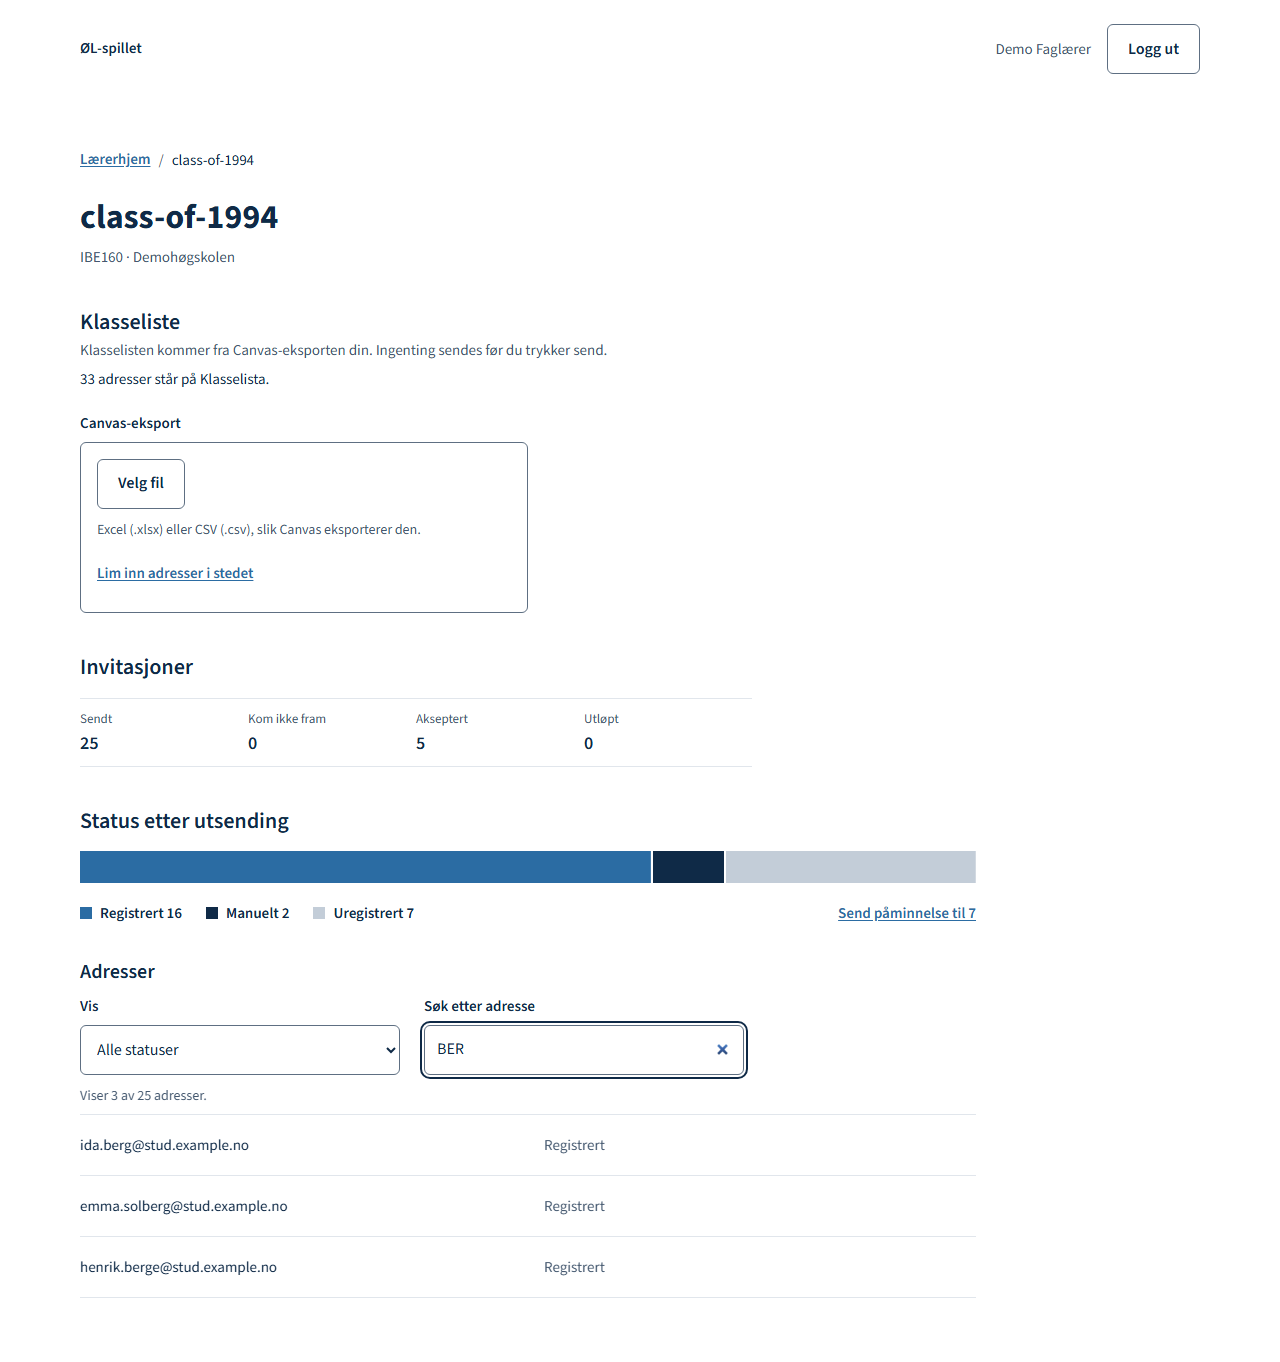 ØL-spillet
Demo Faglærer
Logg ut
Lærerhjem / class-of-1994
class-of-1994
IBE160 · Demohøgskolen
Klasseliste
Klasselisten kommer fra Canvas-eksporten din. Ingenting sendes før du trykker send.
33 adresser står på Klasselista.
Canvas-eksport
Velg fil
Excel (.xlsx) eller CSV (.csv), slik Canvas eksporterer den.
Lim inn adresser i stedet
Invitasjoner
Sendt Kom ikke fram Akseptert Utløpt
25 0 5 0
Status etter utsending
Registrert 16 Manuelt 2 Uregistrert 7 Send påminnelse til 7
Adresser
Vis Søk etter adresse
Alle statuser BER
Viser 3 av 25 adresser.
ida.berg@stud.example.no Registrert
emma.solberg@stud.example.no Registrert
henrik.berge@stud.example.no Registrert